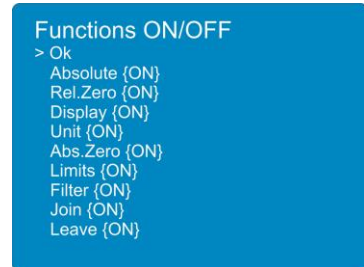 Functions ON/OFF
> Ok
Absolute {ON}
Rel.Zero {ON}
Display {ON}
Unit {ON}
Abs.Zero {ON}
Limits {ON}
Filter {ON}
Join {ON}
Leave {ON}